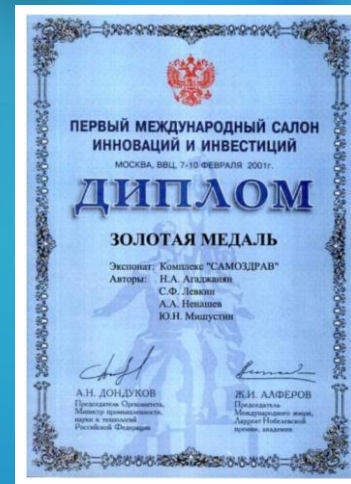 ПЕРВЫЙ МЕЖДУНАРОДНЫЙ САЛОН
ИННОВАЦИЙ И ИНВЕСТИЦИЙ
МОСКВА, ВВЦ, 7-10 ФЕВРАЛЯ 2001г.
ДИПЛОМ
ЗОЛОТАЯ МЕДАЛЬ
Экспонат: Комплекс "САМОЗДРАВ"
Авторы: Н.А. Агаджанян
С.Ф. Левкин
А.А. Ненашев
Ю.Н. Мишустин
А.Н. ДОНДУКОВ
Председатель Оргкомитета,
Министр промышленности,
науки и технологий
Российской Федерации
Ж.И. АЛФЕРОВ
Председатель
Международного жюри,
Лауреат Нобелевской
премии, академик